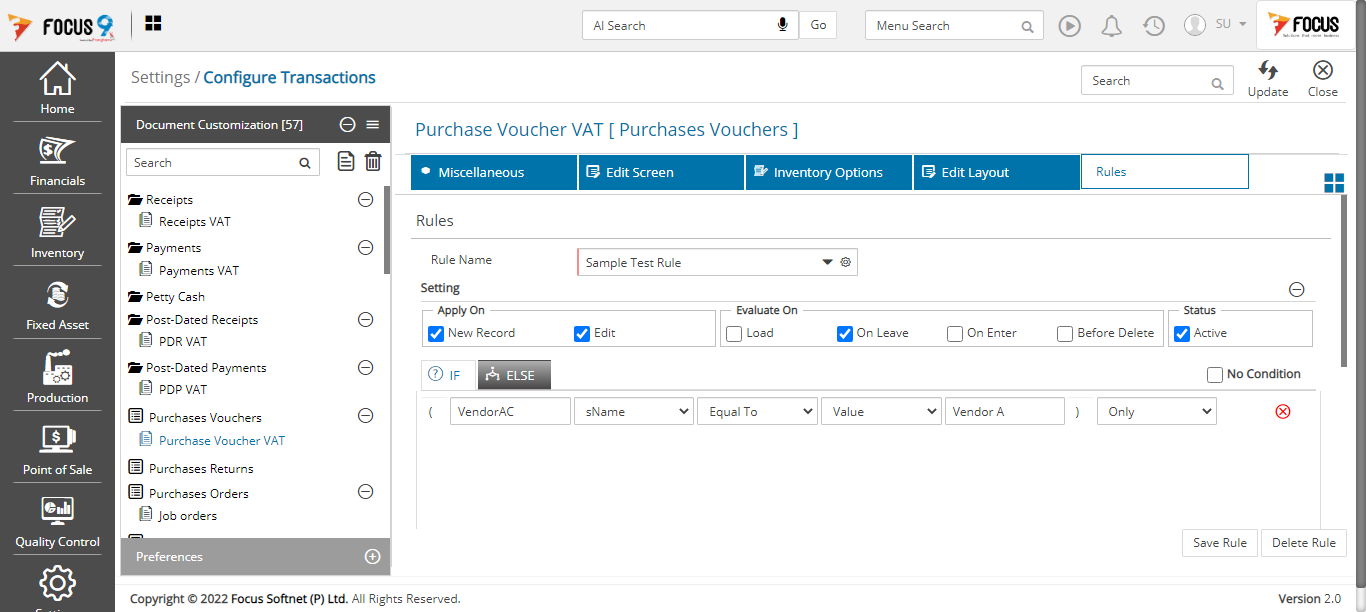 FOCUS 9
AI Search
Go
Menu Search
SU
FOCUS
Home
Financials
Inventory
Fixed Asset
Production
Point of Sale
Quality Control
Settings / Configure Transactions
Search
Update
Close
Document Customization [57]
Search
Receipts
Receipts VAT
Payments
Payments VAT
Petty Cash
Post-Dated Receipts
PDR VAT
Post-Dated Payments
PDP VAT
Purchases Vouchers
Purchase Voucher VAT
Purchases Returns
Purchases Orders
Job orders
Preferences
Purchase Voucher VAT [ Purchases Vouchers ]
Miscellaneous
Edit Screen
Inventory Options
Edit Layout
Rules
Rules
Rule Name
Sample Test Rule
Setting
Apply On
New Record
Edit
Evaluate On
Load
On Leave
On Enter
Before Delete
Status
Active
IF
ELSE
No Condition
( VendorAC sName Equal To Value Vendor A ) Only
Save Rule
Delete Rule
Copyright © 2022 Focus Softnet (P) Ltd. All Rights Reserved.
Version 2.0